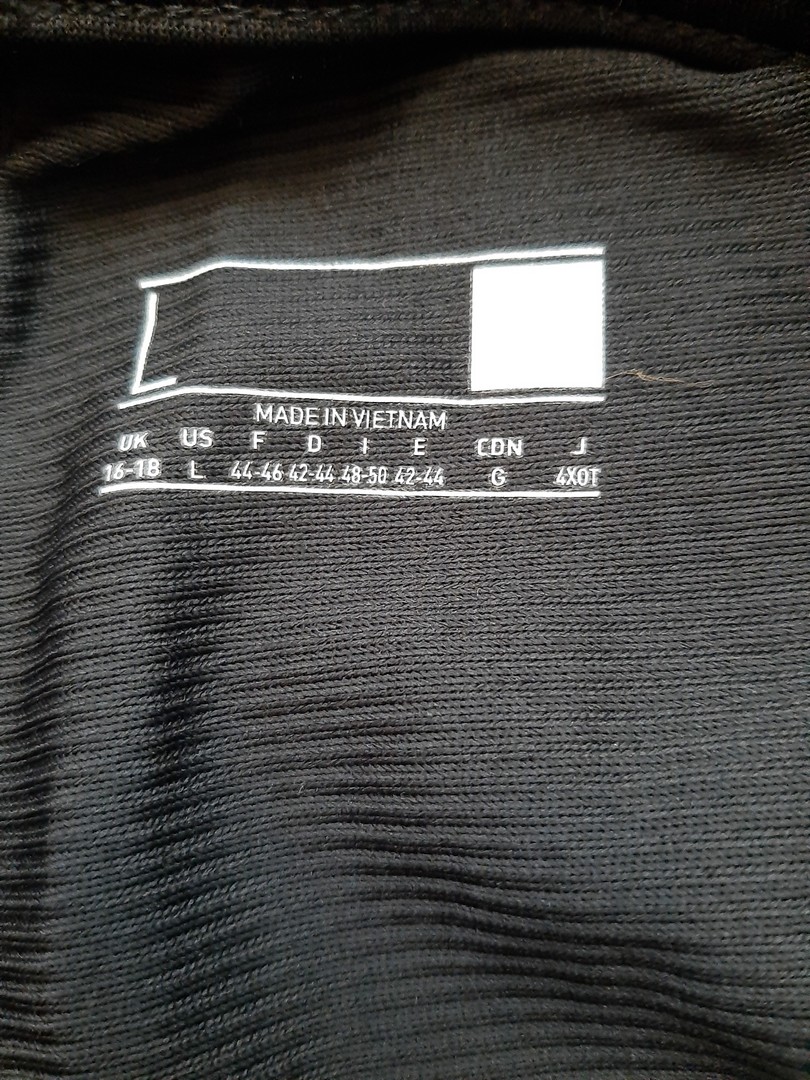 L
MADE IN VIETNAM
UK US F D I E CDN J
16-18 L 44-46 42-44 48-50 42-44 G 4XOT